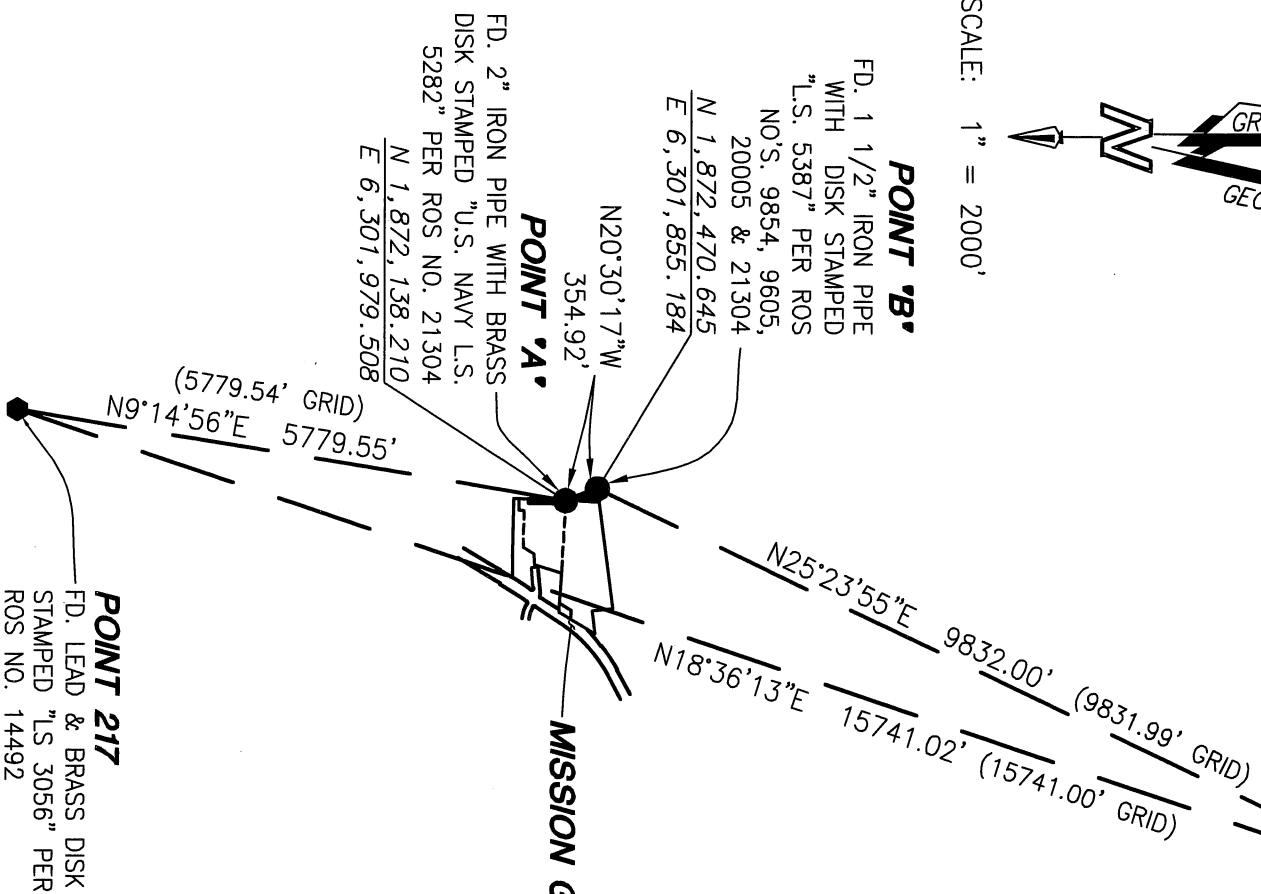 SCALE: 1" = 2000'
GR
GEO
POINT 'B'
FD. 1 1/2" IRON PIPE
WITH DISK STAMPED
"L.S. 5387" PER ROS
NO'S. 9854, 9605,
20005 & 21304
N 1,872,470.645
E 6,301,855.184
N20°30'17"W
354.92'
POINT 'A'
FD. 2" IRON PIPE WITH BRASS
DISK STAMPED "U.S. NAVY L.S.
5282" PER ROS NO. 21304
N 1,872,138.210
E 6,301,979.508
(5779.54' GRID)
N9°14'56"E 5779.55'
N25°23'55"E 9832.00' (9831.99' GRID)
N18°36'13"E 15741.02' (15741.00' GRID)
MISSION G
POINT 217
FD. LEAD & BRASS DISK
STAMPED "LS 3056" PER
ROS NO. 14492